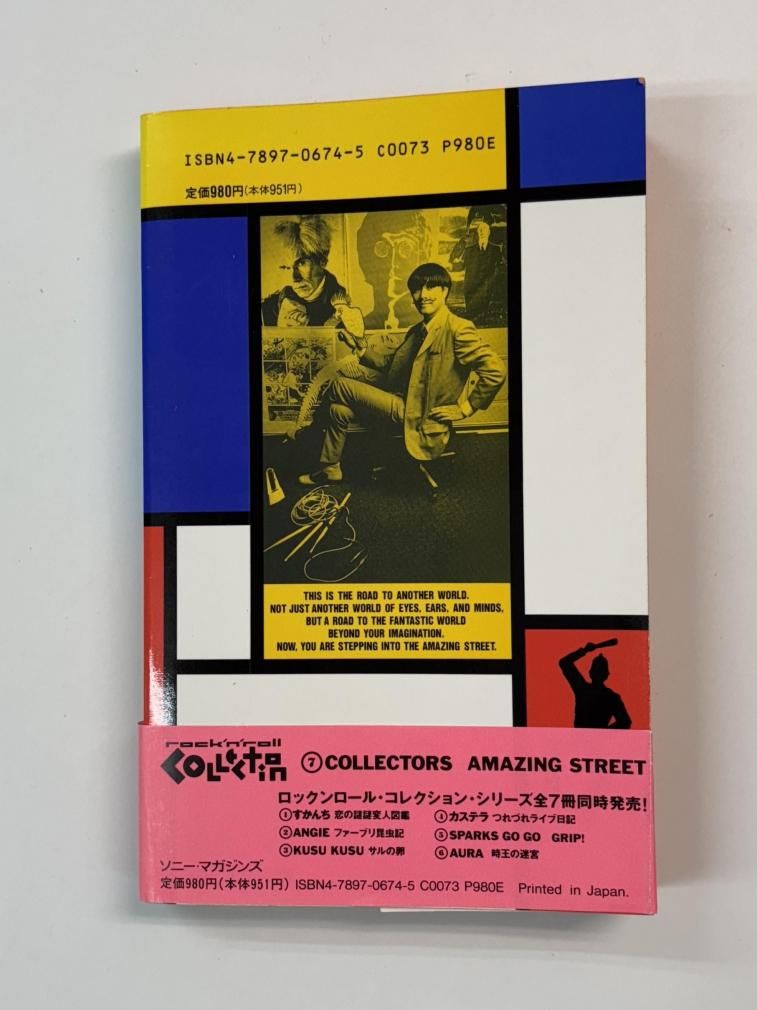 ISBN4-7897-0674-5 C0073 P980E
定価980円(本体951円)
THIS IS THE ROAD TO ANOTHER WORLD.
NOT JUST ANOTHER WORLD OF EYES, EARS, AND MINDS,
BUT A ROAD TO THE FANTASTIC WORLD
BEYOND YOUR IMAGINATION.
NOW, YOU ARE STEPPING INTO THE AMAZING STREET.
rock'n'roll
COLLECTION
⑦COLLECTORS AMAZING STREET
ロックンロール・コレクション・シリーズ全7冊同時発売!
①すかんち 恋の謎謎変人図鑑
②ANGIE ファーブリ昆虫記
③KUSU KUSU サルの卵
④カステラ つれづれライブ日記
⑤SPARKS GO GO GRIP!
⑥AURA 時王の迷宮
ソニー・マガジンズ
定価980円(本体951円) ISBN4-7897-0674-5 C0073 P980E Printed in Japan.